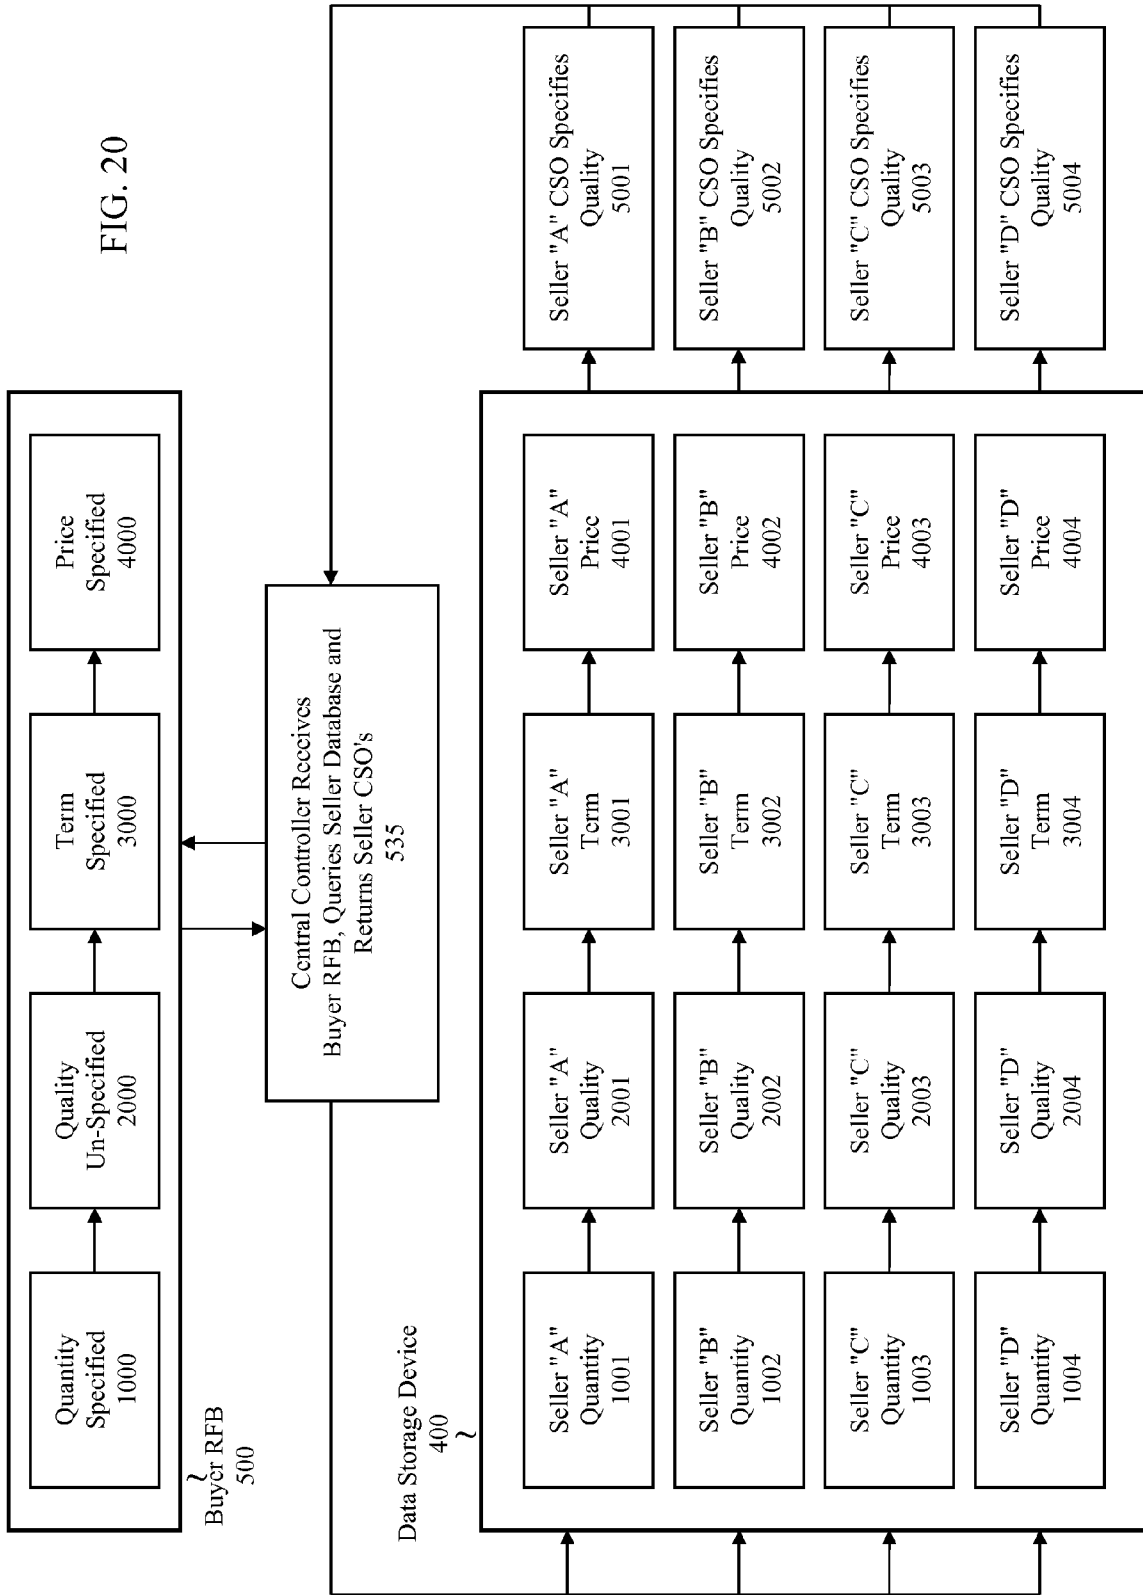 FIG. 20
Quantity
Specified
1000
Quality
Un-Specified
2000
Term
Specified
3000
Price
Specified
4000
Buyer RFB
500
Central Controller Receives
Buyer RFB, Queries Seller Database and
Returns Seller CSO's
535
Data Storage Device
400
Seller "A"
Quantity
1001
Seller "A"
Quality
2001
Seller "A"
Term
3001
Seller "A"
Price
4001
Seller "A" CSO Specifies
Quality
5001
Seller "B"
Quantity
1002
Seller "B"
Quality
2002
Seller "B"
Term
3002
Seller "B"
Price
4002
Seller "B" CSO Specifies
Quality
5002
Seller "C"
Quantity
1003
Seller "C"
Quality
2003
Seller "C"
Term
3003
Seller "C"
Price
4003
Seller "C" CSO Specifies
Quality
5003
Seller "D"
Quantity
1004
Seller "D"
Quality
2004
Seller "D"
Term
3004
Seller "D"
Price
4004
Seller "D" CSO Specifies
Quality
5004